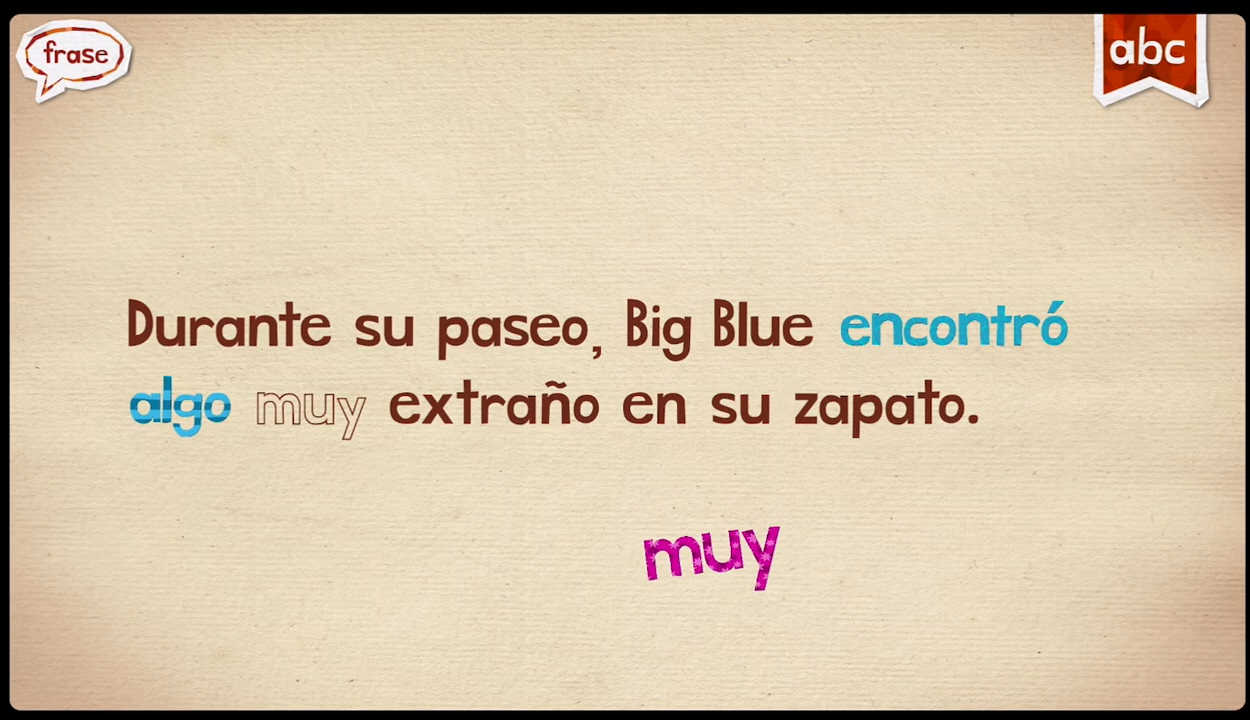 frase
abc
Durante su paseo, Big Blue encontró
algo muy extraño en su zapato.
muy